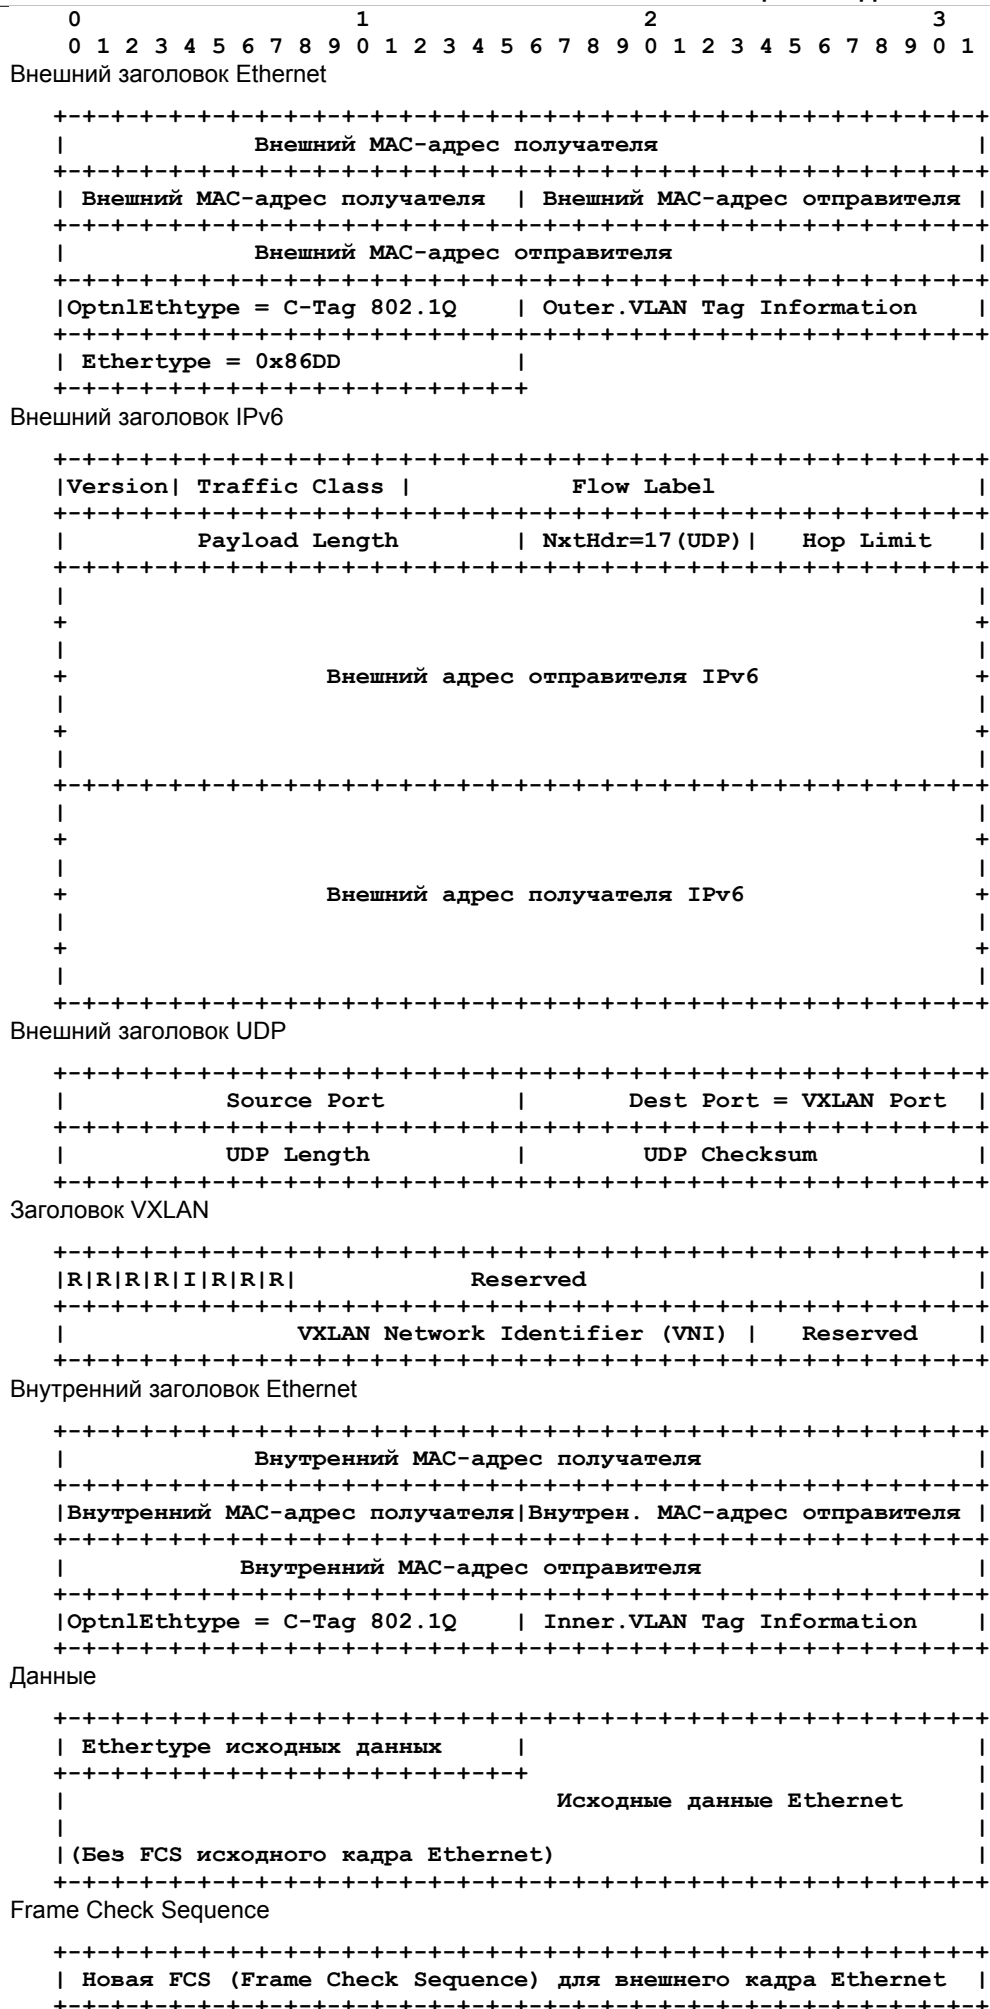 0                   1                   2                   3
0 1 2 3 4 5 6 7 8 9 0 1 2 3 4 5 6 7 8 9 0 1 2 3 4 5 6 7 8 9 0 1
Внешний заголовок Ethernet
+-+-+-+-+-+-+-+-+-+-+-+-+-+-+-+-+-+-+-+-+-+-+-+-+-+-+-+-+-+-+-+-+
|             Внешний MAC-адрес получателя                      |
+-+-+-+-+-+-+-+-+-+-+-+-+-+-+-+-+-+-+-+-+-+-+-+-+-+-+-+-+-+-+-+-+
| Внешний MAC-адрес получателя  | Внешний MAC-адрес отправителя |
+-+-+-+-+-+-+-+-+-+-+-+-+-+-+-+-+-+-+-+-+-+-+-+-+-+-+-+-+-+-+-+-+
|             Внешний MAC-адрес отправителя                     |
+-+-+-+-+-+-+-+-+-+-+-+-+-+-+-+-+-+-+-+-+-+-+-+-+-+-+-+-+-+-+-+-+
|OptnlEthtype = C-Tag 802.1Q    | Outer.VLAN Tag Information    |
+-+-+-+-+-+-+-+-+-+-+-+-+-+-+-+-+-+-+-+-+-+-+-+-+-+-+-+-+-+-+-+-+
| Ethertype = 0x86DD            |
+-+-+-+-+-+-+-+-+-+-+-+-+-+-+-+-+
Внешний заголовок IPv6
+-+-+-+-+-+-+-+-+-+-+-+-+-+-+-+-+-+-+-+-+-+-+-+-+-+-+-+-+-+-+-+-+
|Version| Traffic Class |           Flow Label                  |
+-+-+-+-+-+-+-+-+-+-+-+-+-+-+-+-+-+-+-+-+-+-+-+-+-+-+-+-+-+-+-+-+
|         Payload Length        | NxtHdr=17(UDP)|   Hop Limit   |
+-+-+-+-+-+-+-+-+-+-+-+-+-+-+-+-+-+-+-+-+-+-+-+-+-+-+-+-+-+-+-+-+
|                                                               |
+                                                               +
|                                                               |
+                  Внешний адрес отправителя IPv6               +
|                                                               |
+                                                               +
|                                                               |
+-+-+-+-+-+-+-+-+-+-+-+-+-+-+-+-+-+-+-+-+-+-+-+-+-+-+-+-+-+-+-+-+
|                                                               |
+                                                               +
|                                                               |
+                  Внешний адрес получателя IPv6                +
|                                                               |
+                                                               +
|                                                               |
+-+-+-+-+-+-+-+-+-+-+-+-+-+-+-+-+-+-+-+-+-+-+-+-+-+-+-+-+-+-+-+-+
Внешний заголовок UDP
+-+-+-+-+-+-+-+-+-+-+-+-+-+-+-+-+-+-+-+-+-+-+-+-+-+-+-+-+-+-+-+-+
|           Source Port         |       Dest Port = VXLAN Port  |
+-+-+-+-+-+-+-+-+-+-+-+-+-+-+-+-+-+-+-+-+-+-+-+-+-+-+-+-+-+-+-+-+
|           UDP Length          |        UDP Checksum           |
+-+-+-+-+-+-+-+-+-+-+-+-+-+-+-+-+-+-+-+-+-+-+-+-+-+-+-+-+-+-+-+-+
Заголовок VXLAN
+-+-+-+-+-+-+-+-+-+-+-+-+-+-+-+-+-+-+-+-+-+-+-+-+-+-+-+-+-+-+-+-+
|R|R|R|R|I|R|R|R|            Reserved                           |
+-+-+-+-+-+-+-+-+-+-+-+-+-+-+-+-+-+-+-+-+-+-+-+-+-+-+-+-+-+-+-+-+
|                VXLAN Network Identifier (VNI) |   Reserved    |
+-+-+-+-+-+-+-+-+-+-+-+-+-+-+-+-+-+-+-+-+-+-+-+-+-+-+-+-+-+-+-+-+
Внутренний заголовок Ethernet
+-+-+-+-+-+-+-+-+-+-+-+-+-+-+-+-+-+-+-+-+-+-+-+-+-+-+-+-+-+-+-+-+
|             Внутренний MAC-адрес получателя                   |
+-+-+-+-+-+-+-+-+-+-+-+-+-+-+-+-+-+-+-+-+-+-+-+-+-+-+-+-+-+-+-+-+
|Внутренний MAC-адрес получателя|Внутрен. MAC-адрес отправителя |
+-+-+-+-+-+-+-+-+-+-+-+-+-+-+-+-+-+-+-+-+-+-+-+-+-+-+-+-+-+-+-+-+
|            Внутренний MAC-адрес отправителя                   |
+-+-+-+-+-+-+-+-+-+-+-+-+-+-+-+-+-+-+-+-+-+-+-+-+-+-+-+-+-+-+-+-+
|OptnlEthtype = C-Tag 802.1Q    | Inner.VLAN Tag Information    |
+-+-+-+-+-+-+-+-+-+-+-+-+-+-+-+-+-+-+-+-+-+-+-+-+-+-+-+-+-+-+-+-+
Данные
+-+-+-+-+-+-+-+-+-+-+-+-+-+-+-+-+-+-+-+-+-+-+-+-+-+-+-+-+-+-+-+-+
| Ethertype исходных данных     |                               |
+-+-+-+-+-+-+-+-+-+-+-+-+-+-+-+-+                               |
|                                  Исходные данные Ethernet     |
|                                                               |
|(Без FCS исходного кадра Ethernet)                             |
+-+-+-+-+-+-+-+-+-+-+-+-+-+-+-+-+-+-+-+-+-+-+-+-+-+-+-+-+-+-+-+-+
Frame Check Sequence
+-+-+-+-+-+-+-+-+-+-+-+-+-+-+-+-+-+-+-+-+-+-+-+-+-+-+-+-+-+-+-+-+
| Новая FCS (Frame Check Sequence) для внешнего кадра Ethernet  |
+-+-+-+-+-+-+-+-+-+-+-+-+-+-+-+-+-+-+-+-+-+-+-+-+-+-+-+-+-+-+-+-+